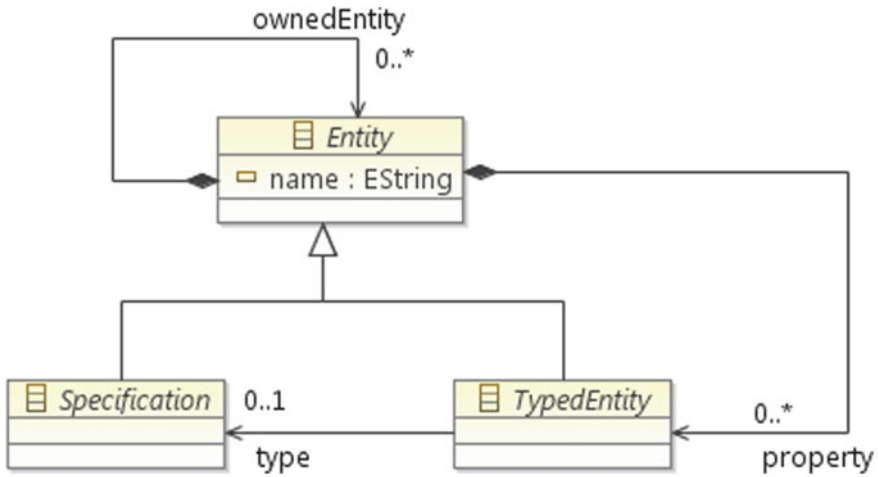 ownedEntity
0..*
Entity
name : EString
Specification
0..1
type
TypedEntity
0..*
property